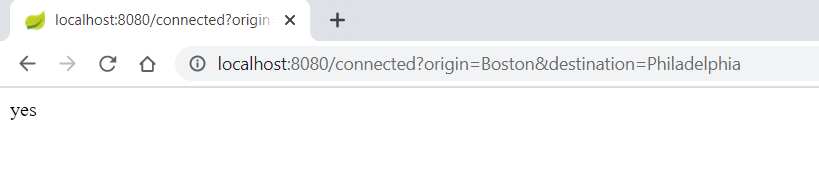 localhost:8080/connected?origin
localhost:8080/connected?origin=Boston&destination=Philadelphia
yes